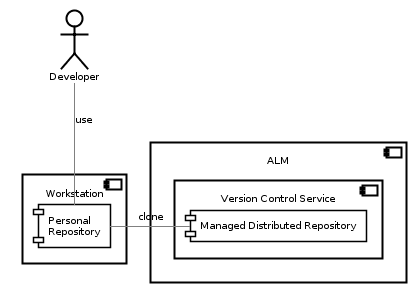 Developer
use
ALM
Workstation
Version Control Service
clone
Personal
Repository
Managed Distributed Repository